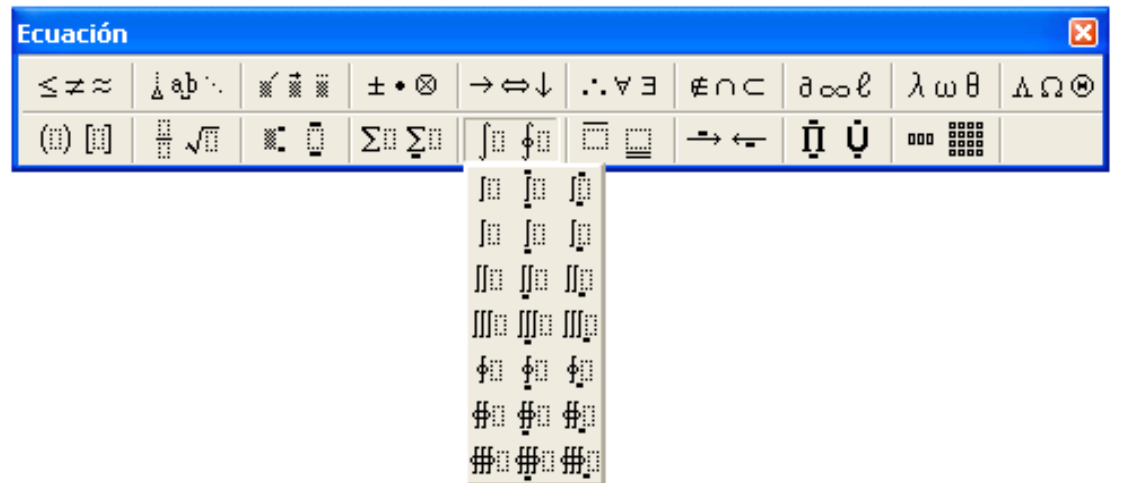 Ecuación
≤ ≠ ≈ a b ⋱ ± • ⊗ → ⇔ ↓ ∴ ∀ ∃ ∉ ∩ ⊂ ∂ ∞ ℓ λ ω θ Λ Ω Θ
( ) [ ] √ Σ Σ ∫ ∮ → ← Π U
∫ ∫ ∫
∫ ∫ ∫
∬ ∬ ∬
∭ ∭ ∭
∮ ∮ ∮
∯ ∯ ∯
∰ ∰ ∰